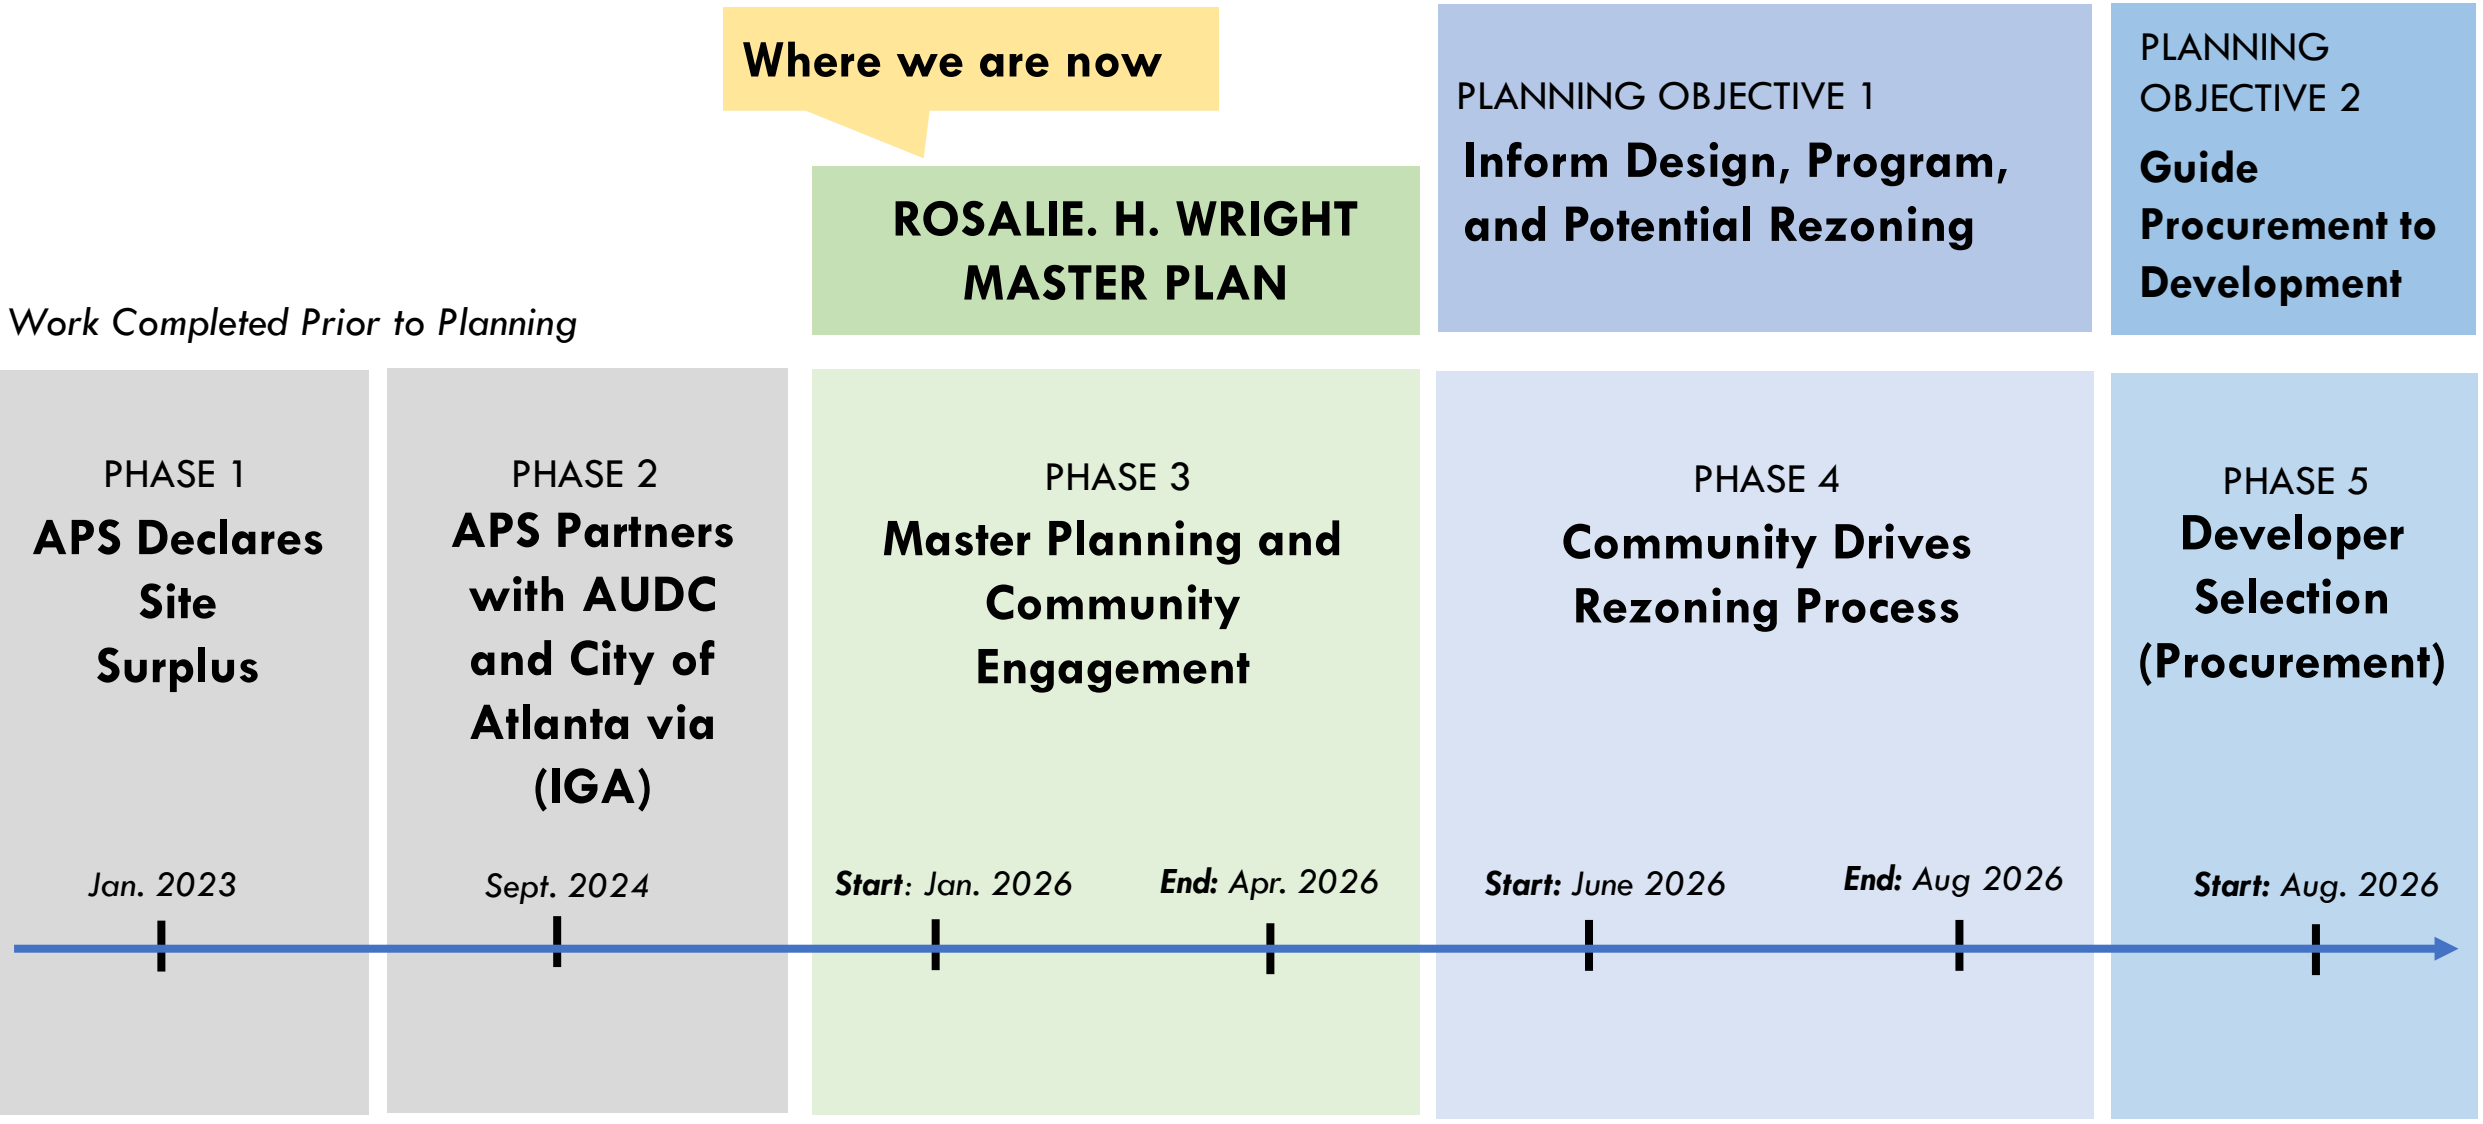 Where we are now
ROSALIE. H. WRIGHT
MASTER PLAN
PLANNING OBJECTIVE 1
Inform Design, Program,
and Potential Rezoning
PLANNING
OBJECTIVE 2
Guide
Procurement to
Development
Work Completed Prior to Planning
PHASE 1
APS Declares
Site
Surplus
Jan. 2023
PHASE 2
APS Partners
with AUDC
and City of
Atlanta via
(IGA)
Sept. 2024
PHASE 3
Master Planning and
Community
Engagement
Start: Jan. 2026
End: Apr. 2026
PHASE 4
Community Drives
Rezoning Process
Start: June 2026
End: Aug 2026
PHASE 5
Developer
Selection
(Procurement)
Start: Aug. 2026